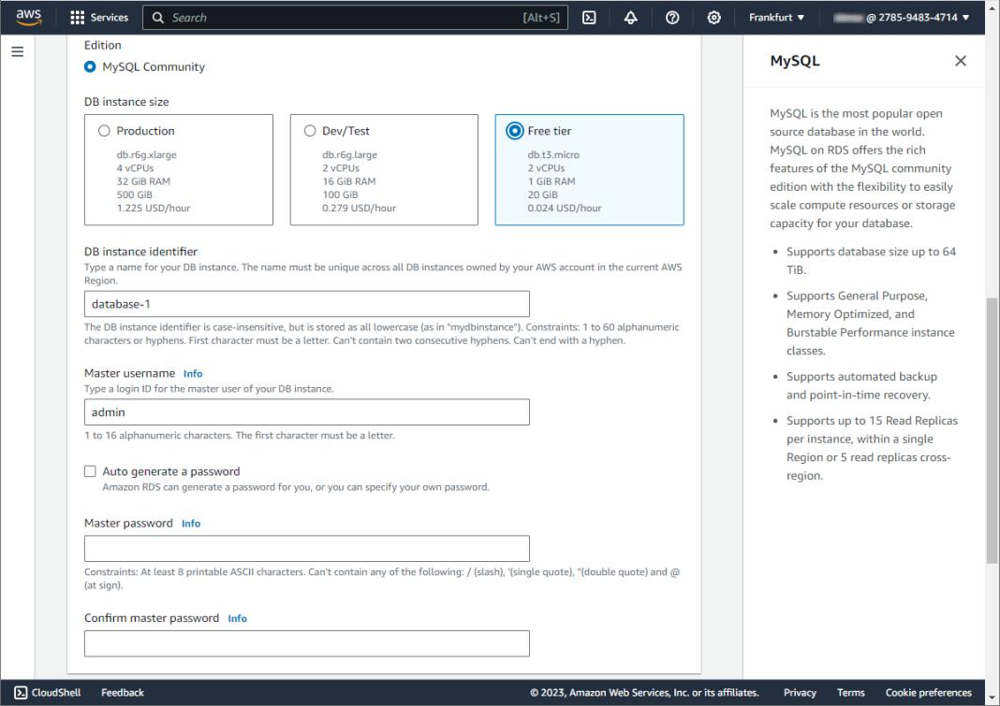 aws
Services
Search
[Alt+S]
Frankfurt ▼
@ 2785-9483-4714 ▼
Edition
MySQL Community
DB instance size
Production
db.r6g.xlarge
4 vCPUs
32 GiB RAM
500 GiB
1.225 USD/hour
Dev/Test
db.r6g.large
2 vCPUs
16 GiB RAM
100 GiB
0.279 USD/hour
Free tier
db.t3.micro
2 vCPUs
1 GiB RAM
20 GiB
0.024 USD/hour
DB instance identifier
Type a name for your DB instance. The name must be unique across all DB instances owned by your AWS account in the current AWS
Region.
database-1
The DB instance identifier is case-insensitive, but is stored as all lowercase (as in "mydbinstance"). Constraints: 1 to 60 alphanumeric
characters or hyphens. First character must be a letter. Can't contain two consecutive hyphens. Can't end with a hyphen.
Master username Info
Type a login ID for the master user of your DB instance.
admin
1 to 16 alphanumeric characters. The first character must be a letter.
Auto generate a password
Amazon RDS can generate a password for you, or you can specify your own password.
Master password Info
Constraints: At least 8 printable ASCII characters. Can't contain any of the following: / (slash), '(single quote), "(double quote) and @
(at sign).
Confirm master password Info
MySQL
MySQL is the most popular open
source database in the world.
MySQL on RDS offers the rich
features of the MySQL community
edition with the flexibility to easily
scale compute resources or storage
capacity for your database.
• Supports database size up to 64
TiB.
• Supports General Purpose,
Memory Optimized, and
Burstable Performance instance
classes.
• Supports automated backup
and point-in-time recovery.
• Supports up to 15 Read Replicas
per instance, within a single
Region or 5 read replicas cross-
region.
CloudShell
Feedback
© 2023, Amazon Web Services, Inc. or its affiliates.
Privacy
Terms
Cookie preferences